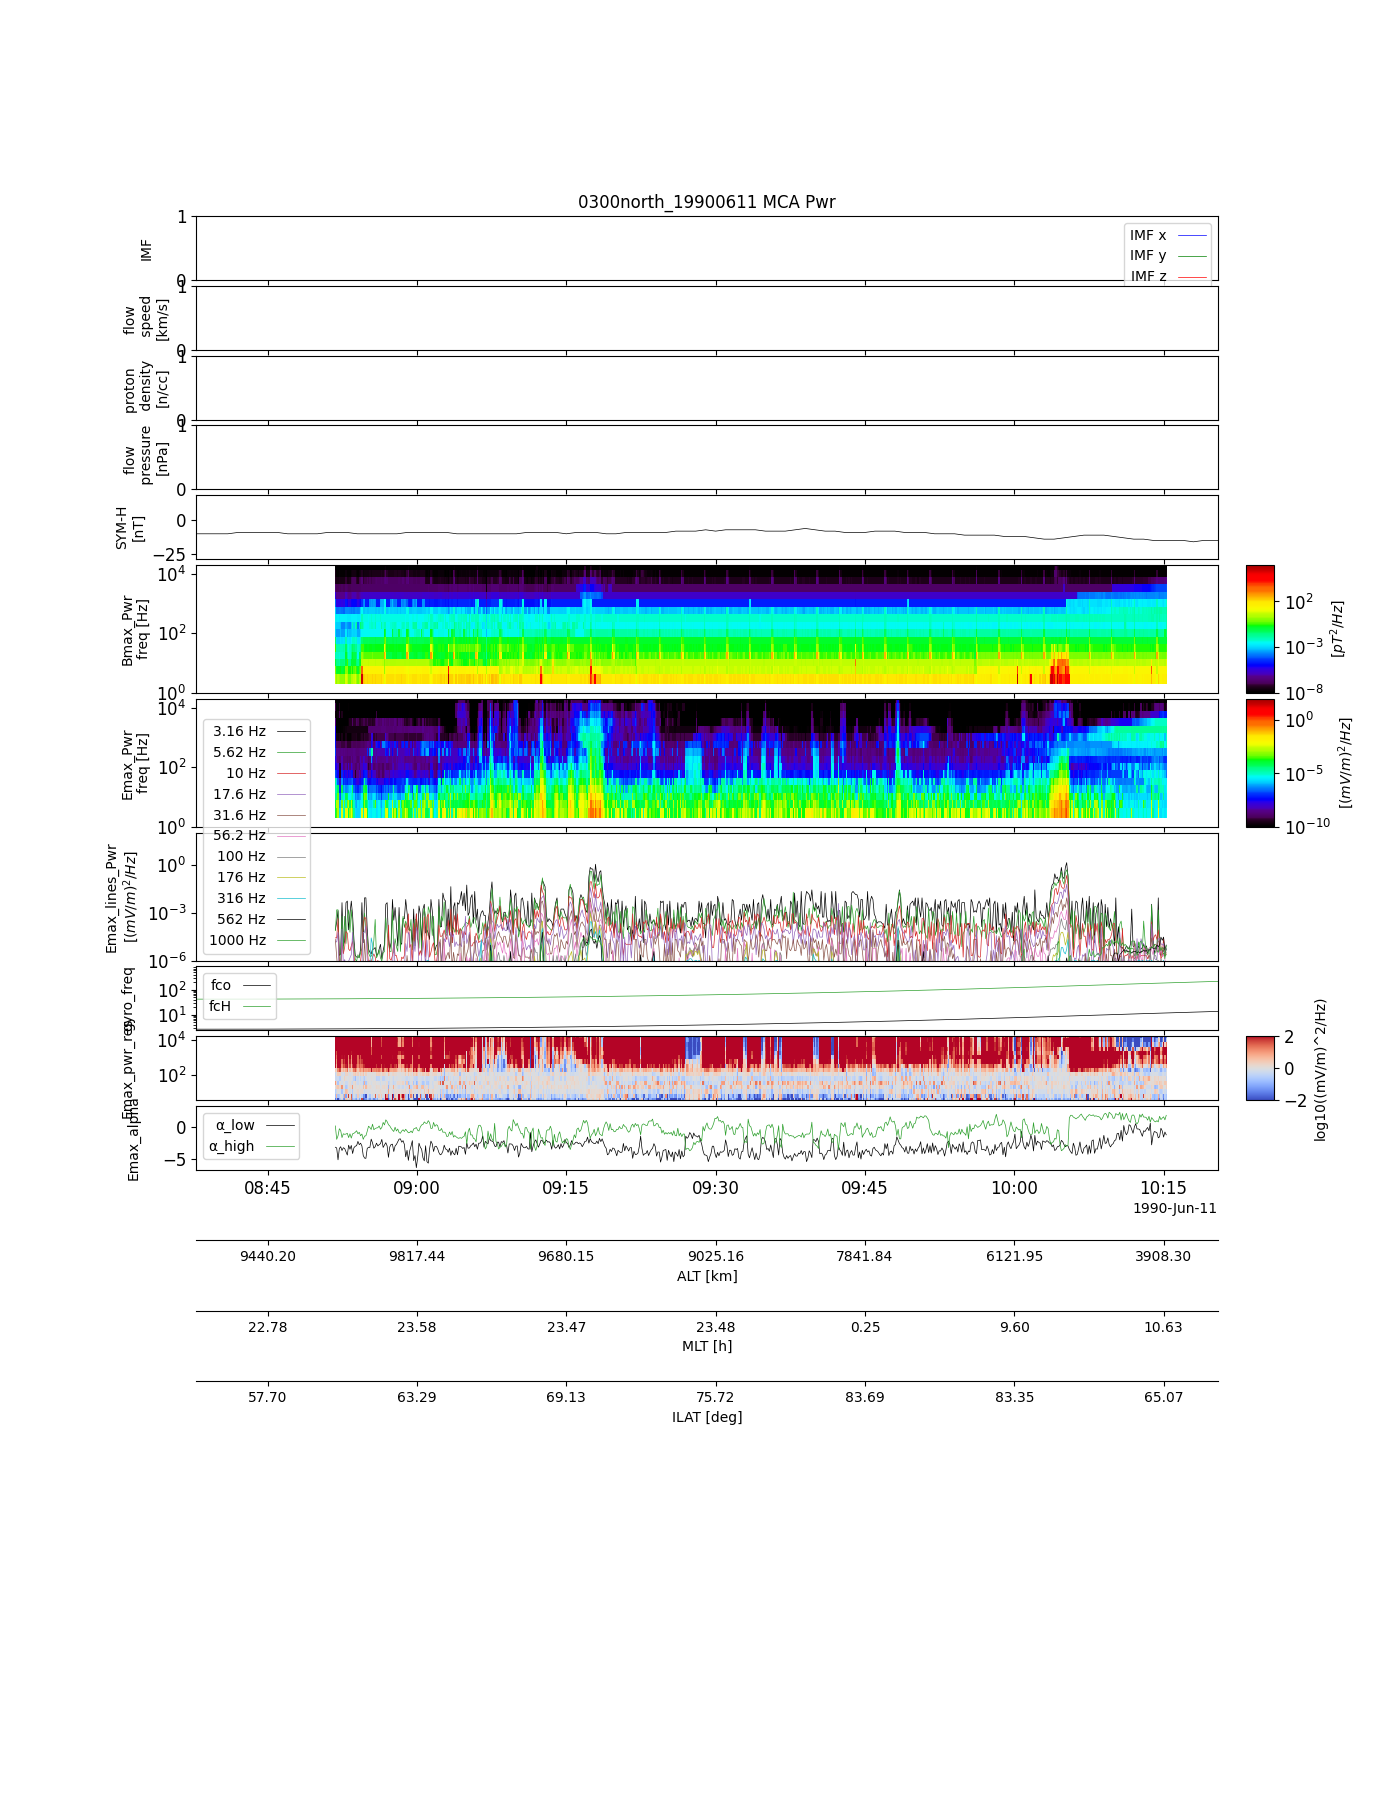 0300north_19900611 MCA Pwr
1
IMF
0
IMF x
IMF y
IMF z
1
flow
speed
[km/s]
0
1
proton
density
[n/cc]
0
1
flow
pressure
[nPa]
0
SYM-H
[nT]
0
−25
Bmax_Pwr
freq [Hz]
10^4
10^2
10^0
10^2
10^-3
10^-8
[pT^2/Hz]
Emax_Pwr
freq [Hz]
10^4
10^2
10^0
10^0
10^-5
10^-10
[(mV/m)^2/Hz]
3.16 Hz
5.62 Hz
10 Hz
17.6 Hz
31.6 Hz
56.2 Hz
100 Hz
176 Hz
316 Hz
562 Hz
1000 Hz
Emax_lines_Pwr
[(mV/m)^2/Hz]
10^0
10^-3
10^-6
10^2
10^1
fco
fcH
Emax_pwr_res
10^4
10^2
2
0
−2
log10((mV/m)^2/Hz)
Emax_alpha
0
−5
α_low
α_high
08:45 09:00 09:15 09:30 09:45 10:00 10:15
1990-Jun-11
9440.20 9817.44 9680.15 9025.16 7841.84 6121.95 3908.30
ALT [km]
22.78 23.58 23.47 23.48 0.25 9.60 10.63
MLT [h]
57.70 63.29 69.13 75.72 83.69 83.35 65.07
ILAT [deg]